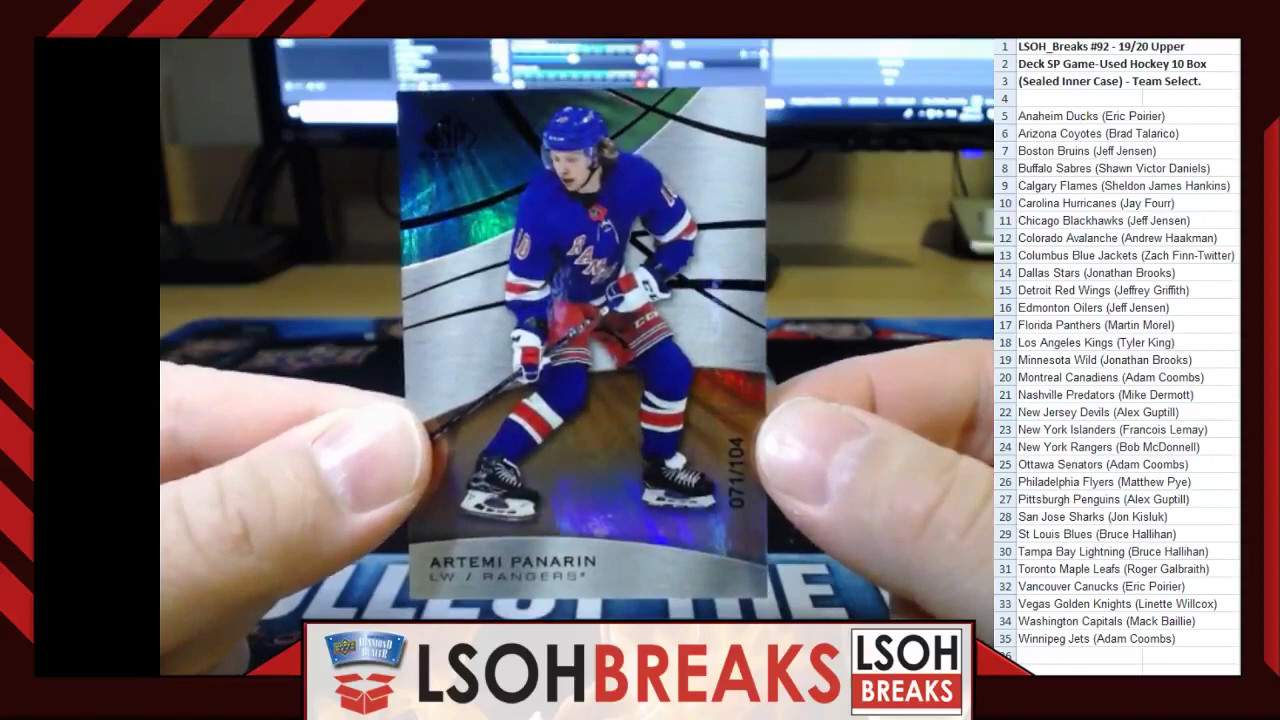 1 LSOH_Breaks #92 - 19/20 Upper
2 Deck SP Game-Used Hockey 10 Box
3 (Sealed Inner Case) - Team Select.
4
5 Anaheim Ducks (Eric Poirier)
6 Arizona Coyotes (Brad Talarico)
7 Boston Bruins (Jeff Jensen)
8 Buffalo Sabres (Shawn Victor Daniels)
9 Calgary Flames (Sheldon James Hankins)
10 Carolina Hurricanes (Jay Fourr)
11 Chicago Blackhawks (Jeff Jensen)
12 Colorado Avalanche (Andrew Haakman)
13 Columbus Blue Jackets (Zach Finn-Twitter)
14 Dallas Stars (Jonathan Brooks)
15 Detroit Red Wings (Jeffrey Griffith)
16 Edmonton Oilers (Jeff Jensen)
17 Florida Panthers (Martin Morel)
18 Los Angeles Kings (Tyler King)
19 Minnesota Wild (Jonathan Brooks)
20 Montreal Canadiens (Adam Coombs)
21 Nashville Predators (Mike Dermott)
22 New Jersey Devils (Alex Guptill)
23 New York Islanders (Francois Lemay)
24 New York Rangers (Bob McDonnell)
25 Ottawa Senators (Adam Coombs)
26 Philadelphia Flyers (Matthew Pye)
27 Pittsburgh Penguins (Alex Guptill)
28 San Jose Sharks (Jon Kisluk)
29 St Louis Blues (Bruce Hallihan)
30 Tampa Bay Lightning (Bruce Hallihan)
31 Toronto Maple Leafs (Roger Galbraith)
32 Vancouver Canucks (Eric Poirier)
33 Vegas Golden Knights (Linette Willcox)
34 Washington Capitals (Mack Baillie)
35 Winnipeg Jets (Adam Coombs)
SP
10
10
RAN
CCM
071/104
ARTEMI PANARIN
LW / RANGERS
THE
DIAMOND
DEALER
LSOHBREAKS
LSOH
BREAKS